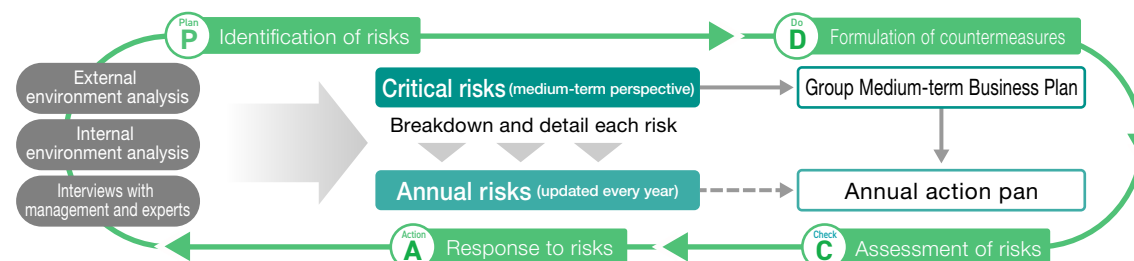 Plan
P
Identification of risks
Do
D
Formulation of countermeasures
External
environment analysis
Internal
environment analysis
Interviews with
management and experts
Critical risks (medium-term perspective)
Breakdown and detail each risk
Annual risks (updated every year)
Group Medium-term Business Plan
Annual action pan
Action
A
Response to risks
Check
C
Assessment of risks